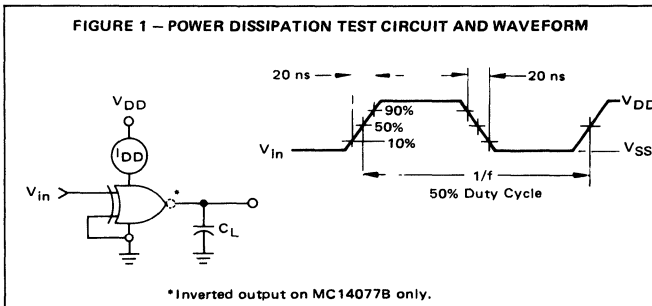 FIGURE 1 – POWER DISSIPATION TEST CIRCUIT AND WAVEFORM
20 ns
20 ns
VDD
IDD
Vin
*
CL
Vin
90%
50%
10%
VDD
VSS
1/f
50% Duty Cycle
*Inverted output on MC14077B only.